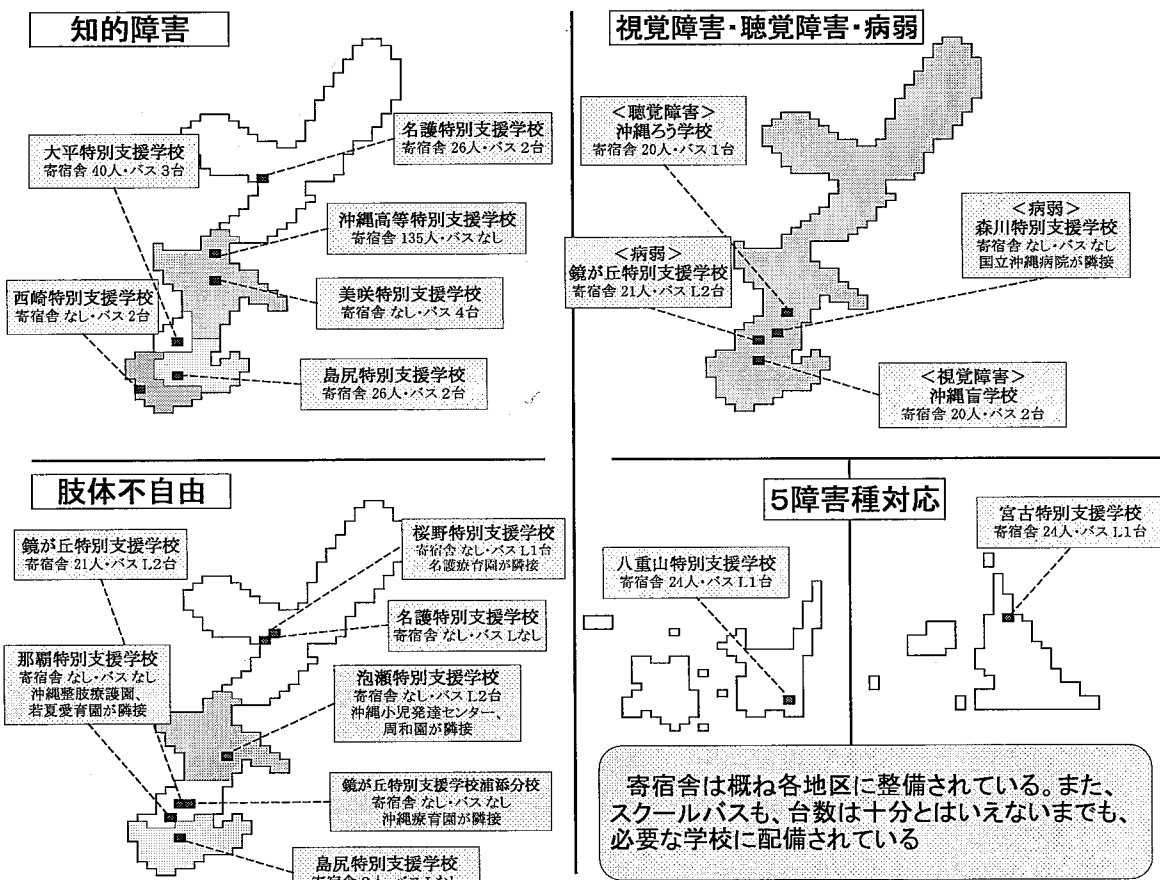 知的障害
名護特別支援学校
寄宿舎 26人・バス 2台
大平特別支援学校
寄宿舎 40人・バス 3台
沖縄高等特別支援学校
寄宿舎 135人・バス なし
西崎特別支援学校
寄宿舎 なし・バス 2台
美咲特別支援学校
寄宿舎 なし・バス 4台
島尻特別支援学校
寄宿舎 26人・バス 2台
視覚障害・聴覚障害・病弱
<聴覚障害>
沖縄ろう学校
寄宿舎 20人・バス 1台
<病弱>
森川特別支援学校
寄宿舎 なし・バス なし
国立沖縄病院が隣接
<病弱>
鏡が丘特別支援学校
寄宿舎 21人・バス L2台
<視覚障害>
沖縄盲学校
寄宿舎 20人・バス 2台
肢体不自由
鏡が丘特別支援学校
寄宿舎 21人・バス L2台
桜野特別支援学校
寄宿舎 なし・バス L1台
名護療育園が隣接
名護特別支援学校
寄宿舎 なし・バス Lなし
那覇特別支援学校
寄宿舎 なし・バス なし
沖縄整肢療護園、
若夏愛育園が隣接
泡瀬特別支援学校
寄宿舎 なし・バス L2台
沖縄小児発達センター、
周和園が隣接
鏡が丘特別支援学校浦添分校
寄宿舎 なし・バス なし
沖縄療育園が隣接
島尻特別支援学校
5障害種対応
宮古特別支援学校
寄宿舎 24人・バス L1台
八重山特別支援学校
寄宿舎 24人・バス L1台
寄宿舎は概ね各地区に整備されている。また、
スクールバスも、台数は十分とはいえないまでも、
必要な学校に配備されている